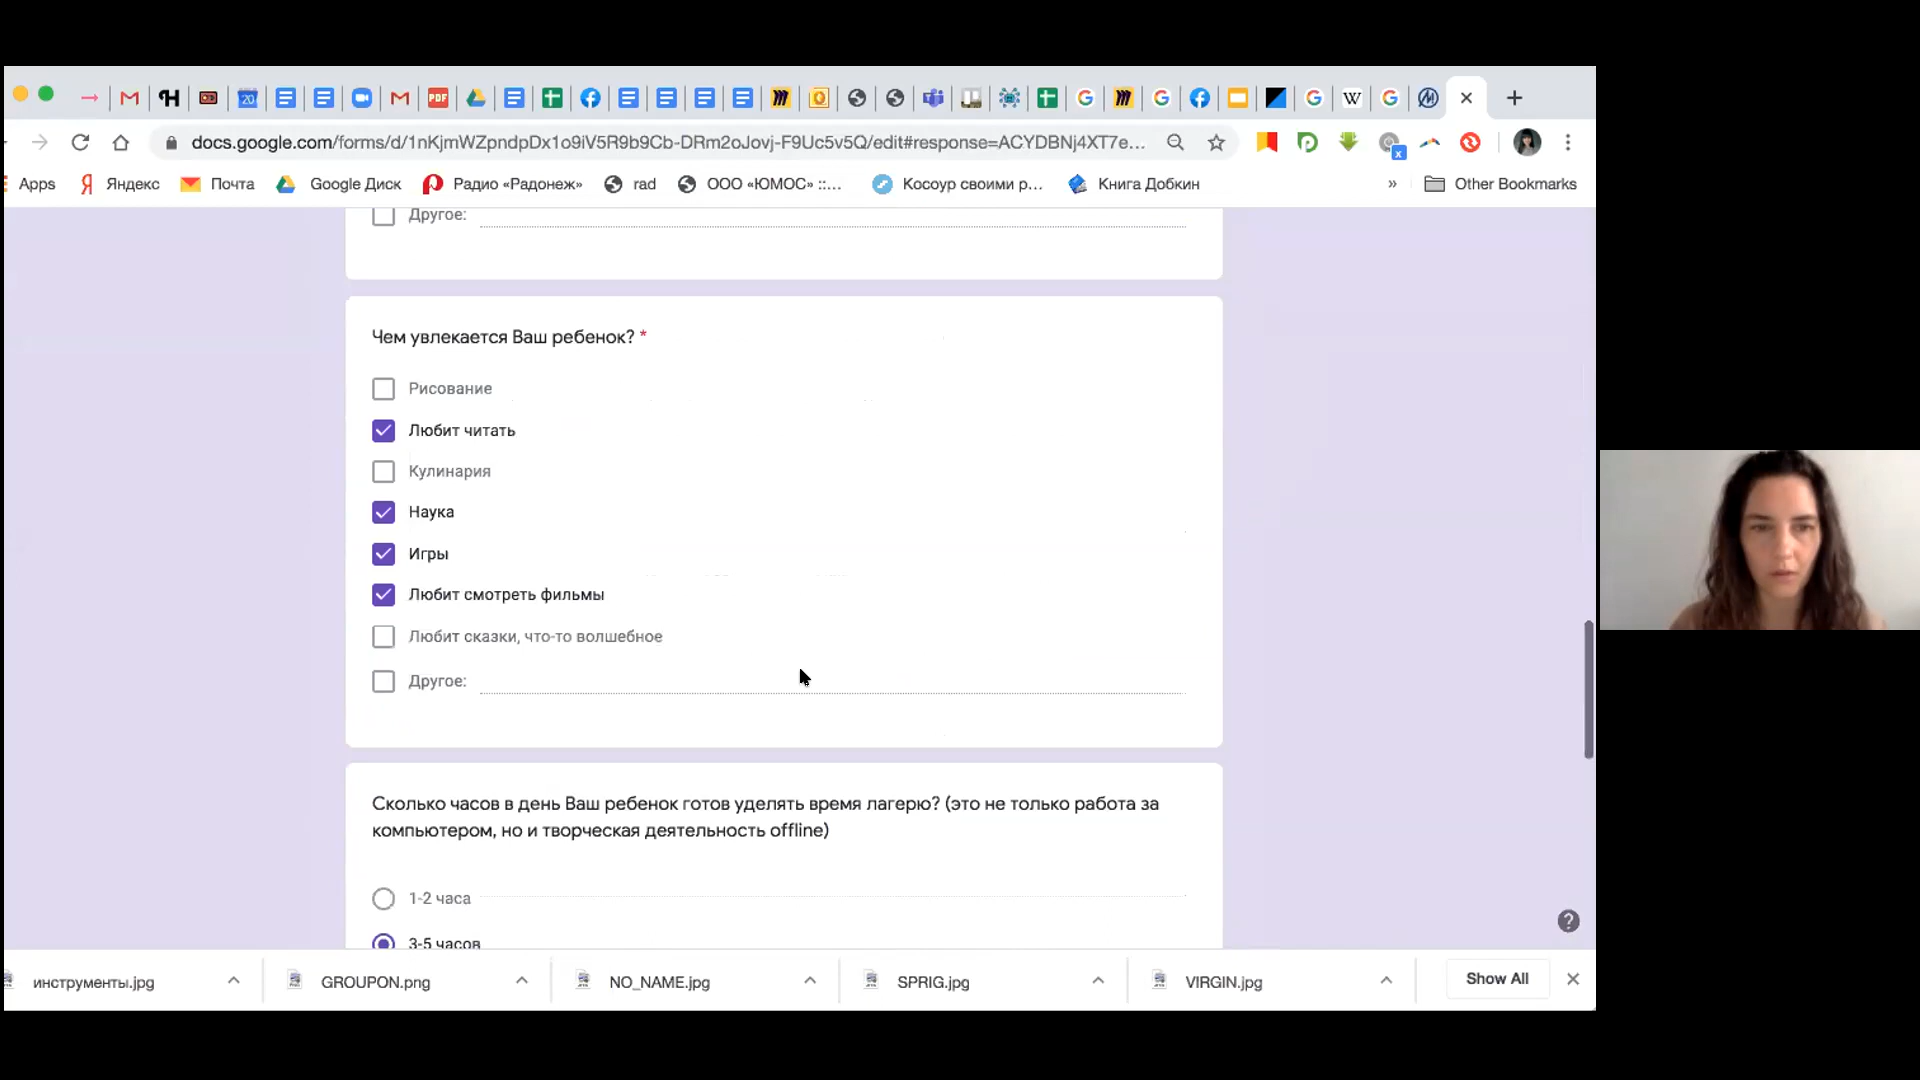 docs.google.com/forms/d/1nKjmWZpndpDx1o9iV5R9b9Cb-DRm2oJovj-F9Uc5v5Q/edit#response=ACYDBNj4XT7e...
Apps Яндекс Почта Google Диск Радио «Радонеж» rad ООО «ЮМОС» ::... Косоур своими р... Книга Добкин » Other Bookmarks
Другое:
Чем увлекается Ваш ребенок? *
Рисование
Любит читать
Кулинария
Наука
Игры
Любит смотреть фильмы
Любит сказки, что-то волшебное
Другое:
Сколько часов в день Ваш ребенок готов уделять время лагерю? (это не только работа за
компьютером, но и творческая деятельность offline)
1-2 часа
3-5 часов
инструменты.jpg GROUPON.png NO_NAME.jpg SPRIG.jpg VIRGIN.jpg Show All